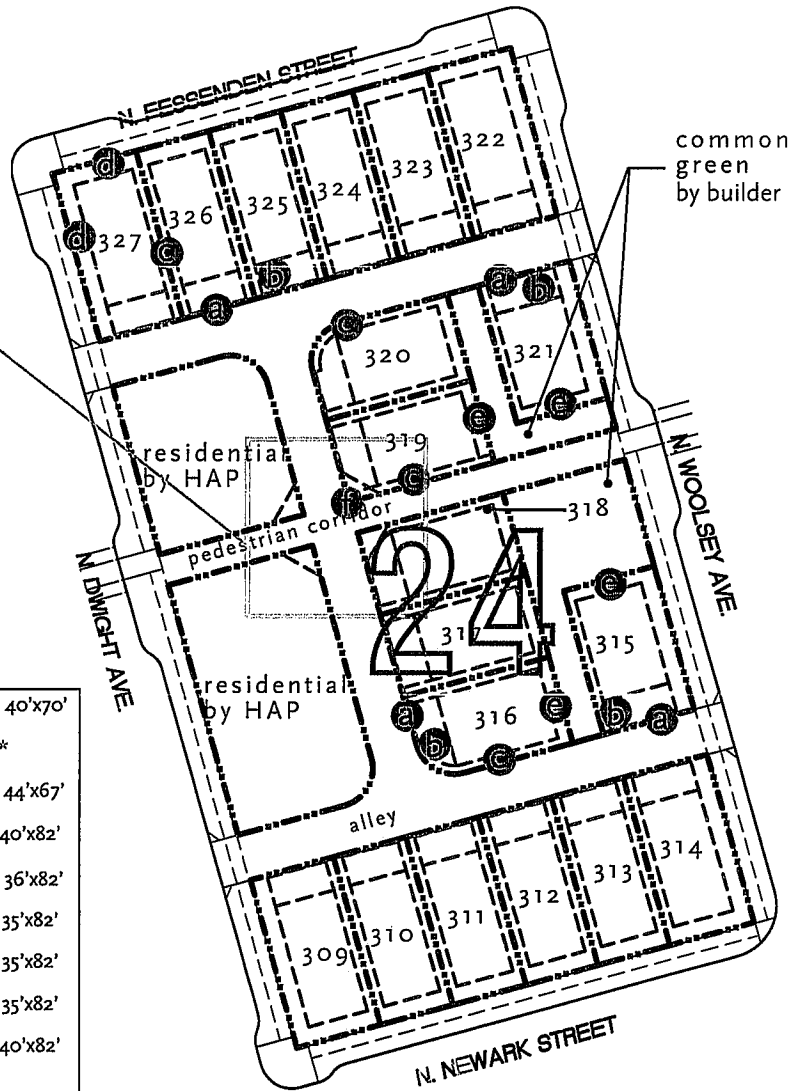 N. FESSENDEN STREET
common
green
by builder
322
323
324
325
326
327
d
d
c
b
a
a
b
c
320
321
e
e
319
residential
by HAP
c
f
pedestrian corridor
318
N. WOOLSEY AVE.
N. DWIGHT AVE.
24
317
e
315
residential
by HAP
316
a
b
c
e
b
a
alley
314
313
312
311
310
309
N. NEWARK STREET
40'x70'
*
44'x67'
40'x82'
36'x82'
35'x82'
35'x82'
35'x82'
40'x82'